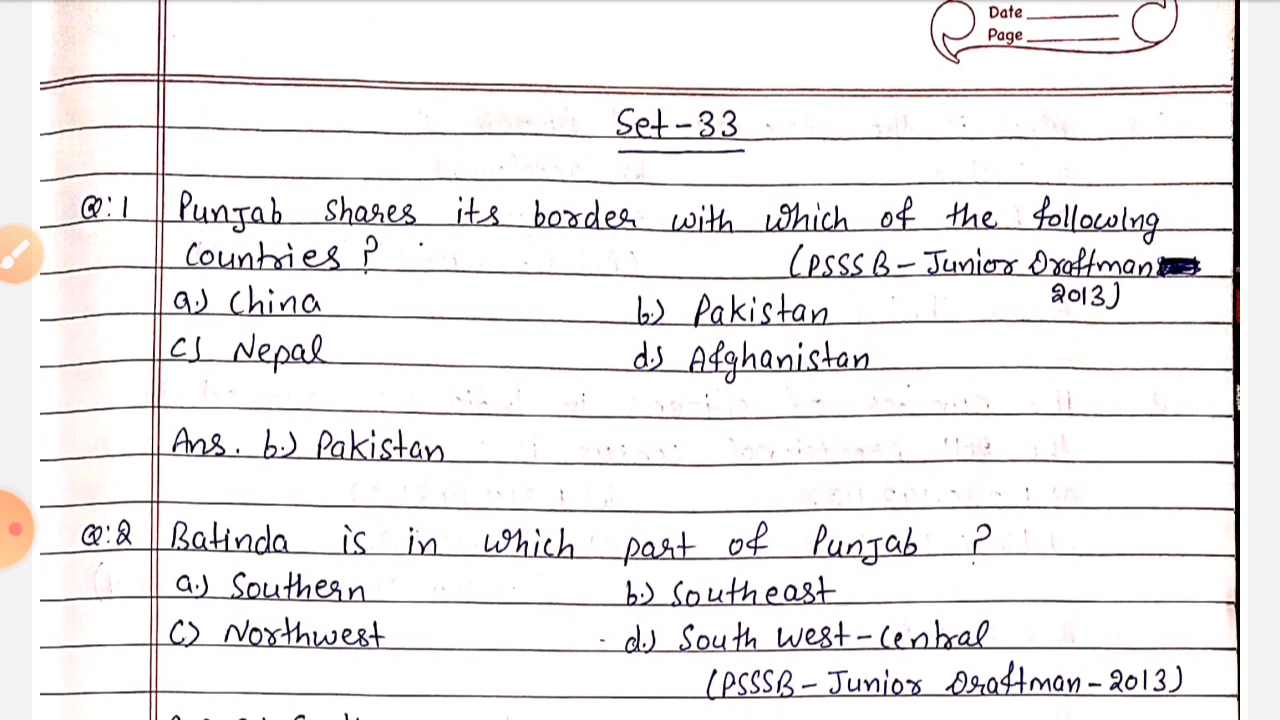 Date
Page
Set-33
Q:1 Punjab shares its border with which of the following
Countries ?
(PSSSB - Junior Draftman
2013)
a.) China
b.) Pakistan
c) Nepal
d.) Afghanistan
Ans. b.) Pakistan
Q:2 Batinda is in which part of Punjab ?
a.) Southern
b.) Southeast
c) Northwest
d.) South west-Central
(PSSSB - Junior Draftman - 2013)